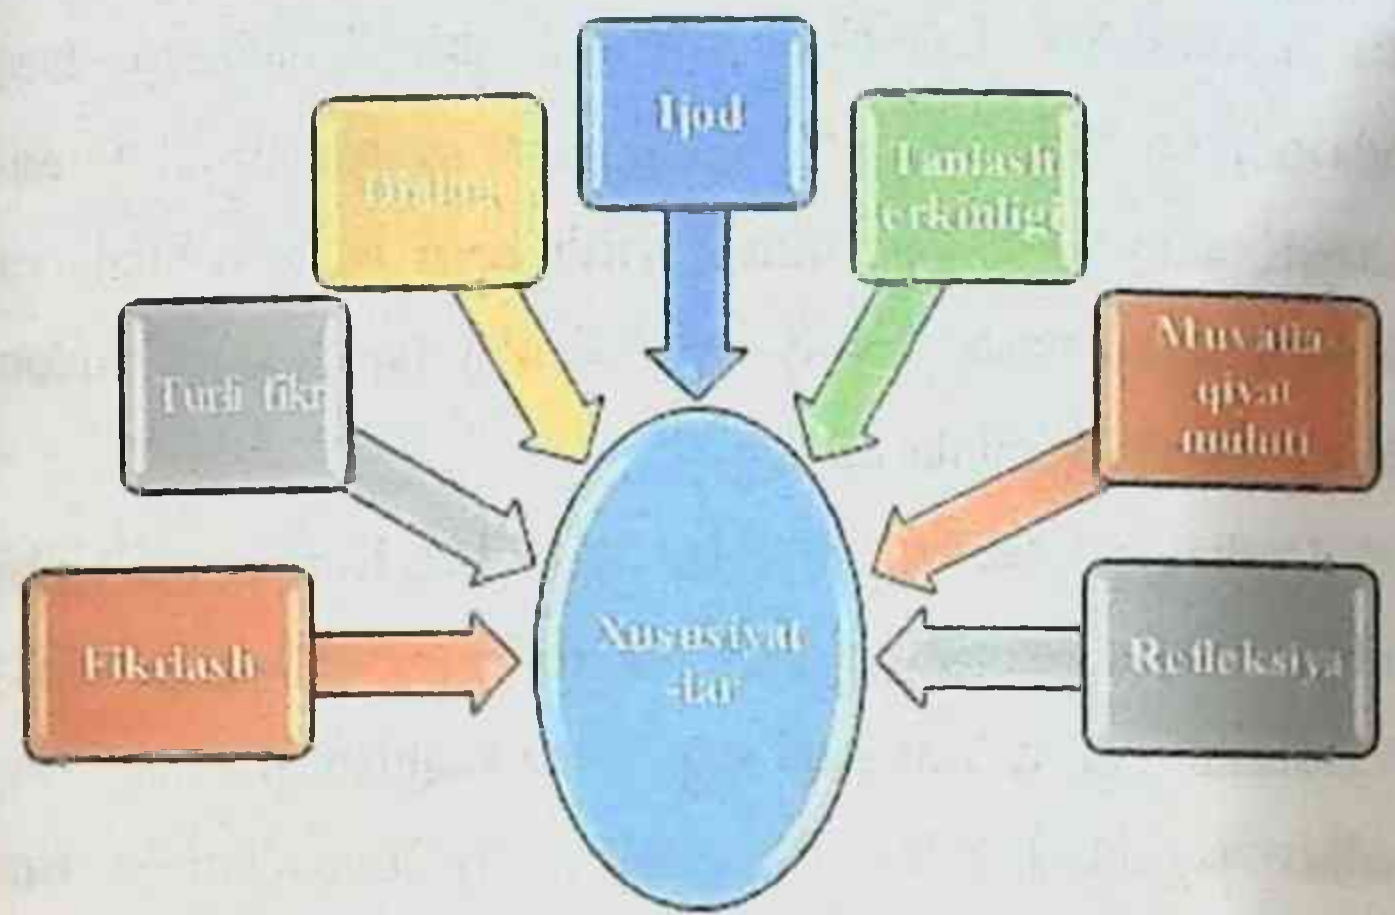 Ijod
Tanlash
erkinligi
Muvaffa-
qiyat
muhiti
Turli fikr
Fikrlash
Xususiyat
-lar
Refleksiya